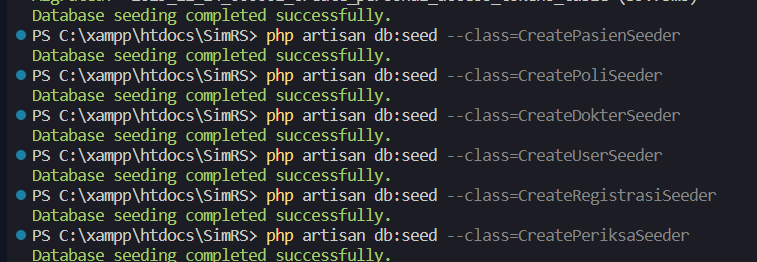 Database seeding completed successfully.
PS C:\xampp\htdocs\SimRS> php artisan db:seed --class=CreatePasienSeeder
Database seeding completed successfully.
PS C:\xampp\htdocs\SimRS> php artisan db:seed --class=CreatePoliSeeder
Database seeding completed successfully.
PS C:\xampp\htdocs\SimRS> php artisan db:seed --class=CreateDokterSeeder
Database seeding completed successfully.
PS C:\xampp\htdocs\SimRS> php artisan db:seed --class=CreateUserSeeder
Database seeding completed successfully.
PS C:\xampp\htdocs\SimRS> php artisan db:seed --class=CreateRegistrasiSeeder
Database seeding completed successfully.
PS C:\xampp\htdocs\SimRS> php artisan db:seed --class=CreatePeriksaSeeder
Database seeding completed successfully.